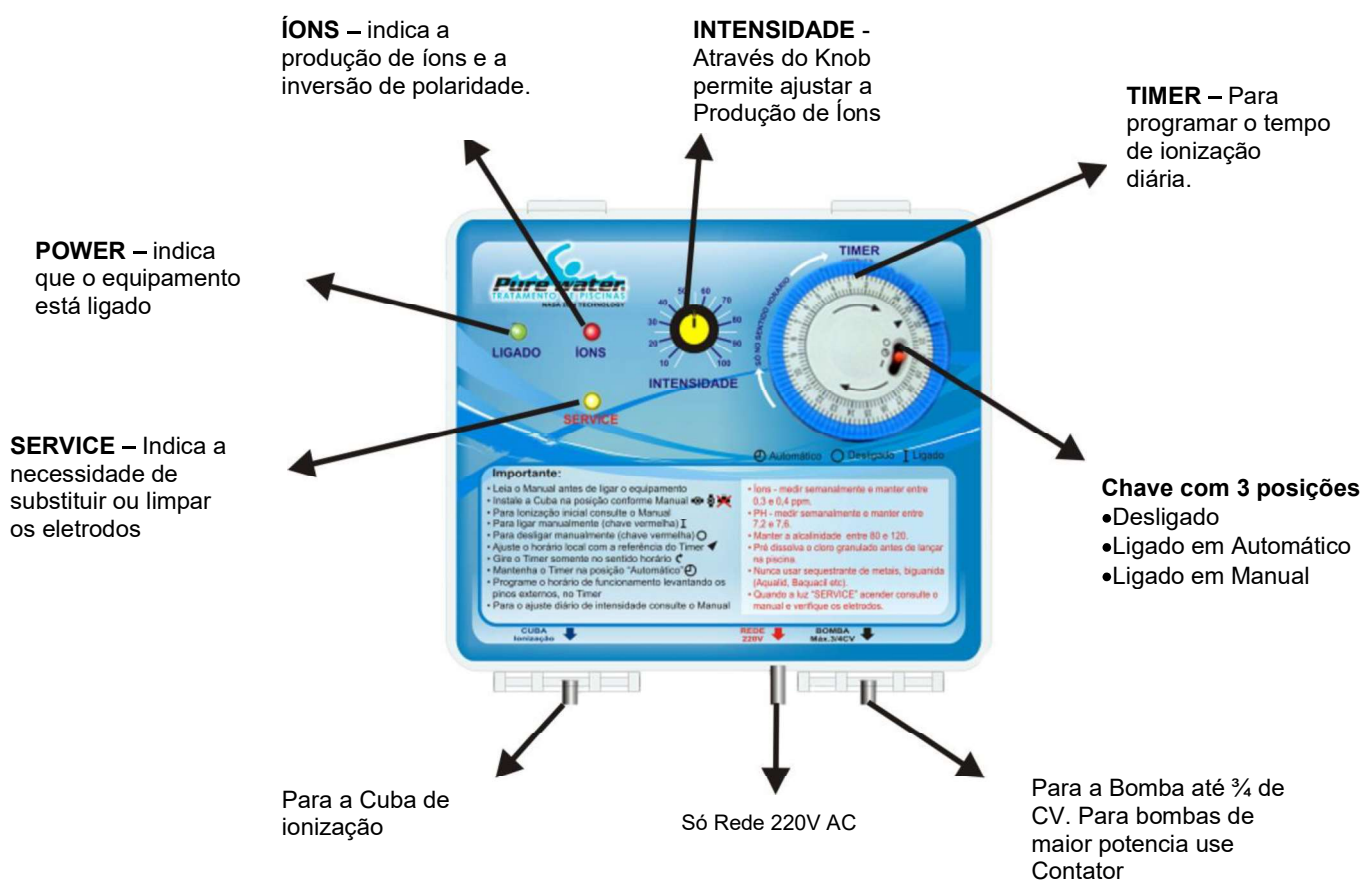 ÍONS – indica a
produção de íons e a
inversão de polaridade.
INTENSIDADE -
Através do Knob
permite ajustar a
Produção de Íons
TIMER – Para
programar o tempo
de ionização
diária.
POWER – indica
que o equipamento
está ligado
SERVICE – Indica a
necessidade de
substituir ou limpar
os eletrodos
Pure water
TRATAMENTO DE PISCINAS
NASA TECHNOLOGY
LIGADO
ÍONS
SERVICE
10
20
30
40
50
60
70
80
90
100
INTENSIDADE
TIMER
SÓ NO SENTIDO HORÁRIO
Automático Desligado I Ligado
Importante:
• Leia o Manual antes de ligar o equipamento
• Instale a Cuba na posição conforme Manual
• Para Ionização inicial consulte o Manual
• Para ligar manualmente (chave vermelha) I
• Para desligar manualmente (chave vermelha)
• Ajuste o horário local com a referência do Timer
• Gire o Timer somente no sentido horário
• Mantenha o Timer na posição "Automático"
• Programe o horário de funcionamento levantando os
pinos externos, no Timer
• Para o ajuste diário de intensidade consulte o Manual
• Íons - medir semanalmente e manter entre
0,3 e 0,4 ppm.
• PH - medir semanalmente e manter entre
7,2 e 7,6.
• Manter a alcalinidade entre 80 e 120.
• Pré dissolva o cloro granulado antes de lançar
na piscina.
• Nunca usar sequestrante de metais, biguanida
(Aqualid, Baquacil etc).
• Quando a luz "SERVICE" acender consulte o
manual e verifique os eletrodos.
CUBA
Ionização
REDE
220V
BOMBA
Máx.3/4CV
Chave com 3 posições
•Desligado
•Ligado em Automático
•Ligado em Manual
Para a Cuba de
ionização
Só Rede 220V AC
Para a Bomba até ¾ de
CV. Para bombas de
maior potencia use
Contator